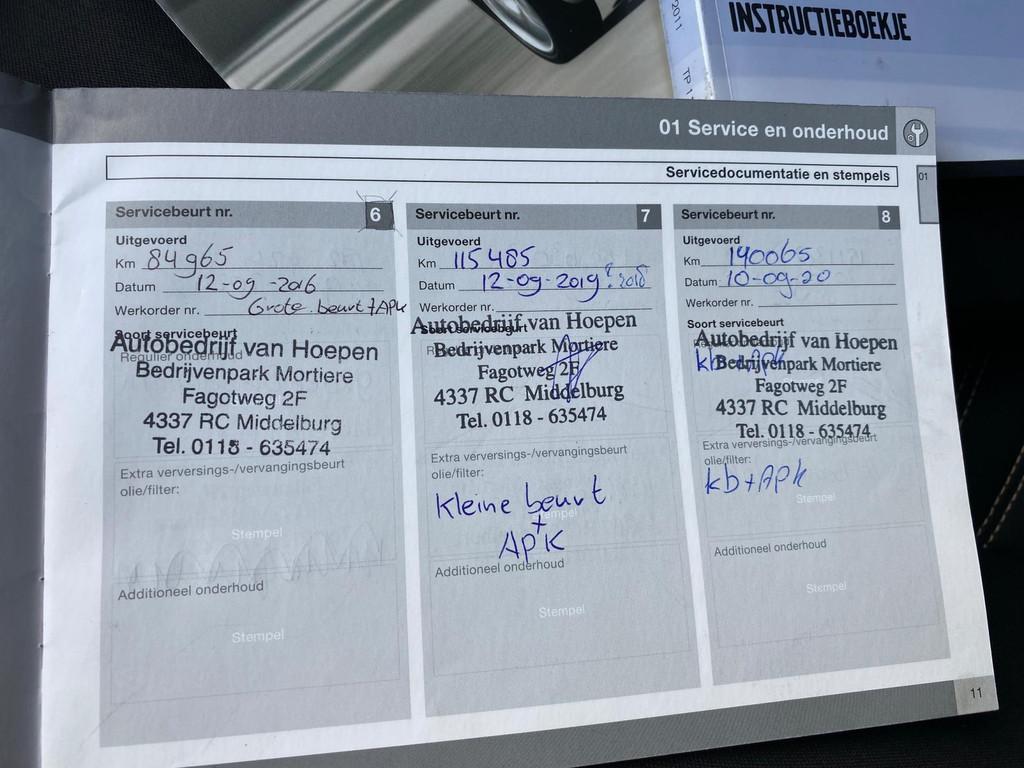 2011
TP 1
INSTRUCTIEBOEKJE
01 Service en onderhoud
Servicedocumentatie en stempels
01
Servicebeurt nr. 6
Uitgevoerd
Km 84965
Datum 12-09-2016
Werkorder nr. Grote beurt + APK
Soort servicebeurt
Regulier onderhoud
Autobedrijf van Hoepen
Bedrijvenpark Mortiere
Fagotweg 2F
4337 RC Middelburg
Tel. 0118 - 635474
Extra verversings-/vervangingsbeurt
olie/filter:
Stempel
Additioneel onderhoud
Stempel
Servicebeurt nr. 7
Uitgevoerd
Km 115485
Datum 12-09-2019? 2018
Werkorder nr.
Soort servicebeurt
Autobedrijf van Hoepen
Bedrijvenpark Mortiere
Fagotweg 2F
4337 RC Middelburg
Tel. 0118 - 635474
Extra verversings-/vervangingsbeurt
olie/filter:
Kleine beurt
Stempel
+
APK
Additioneel onderhoud
Stempel
Servicebeurt nr. 8
Uitgevoerd
Km 140065
Datum 10-09-20
Werkorder nr.
Soort servicebeurt
Autobedrijf van Hoepen
kb + Apk
Bedrijvenpark Mortiere
Fagotweg 2F
4337 RC Middelburg
Tel. 0118 - 635474
Extra verversings-/vervangingsbeurt
olie/filter:
kb + APK
Stempel
Additioneel onderhoud
Stempel
11